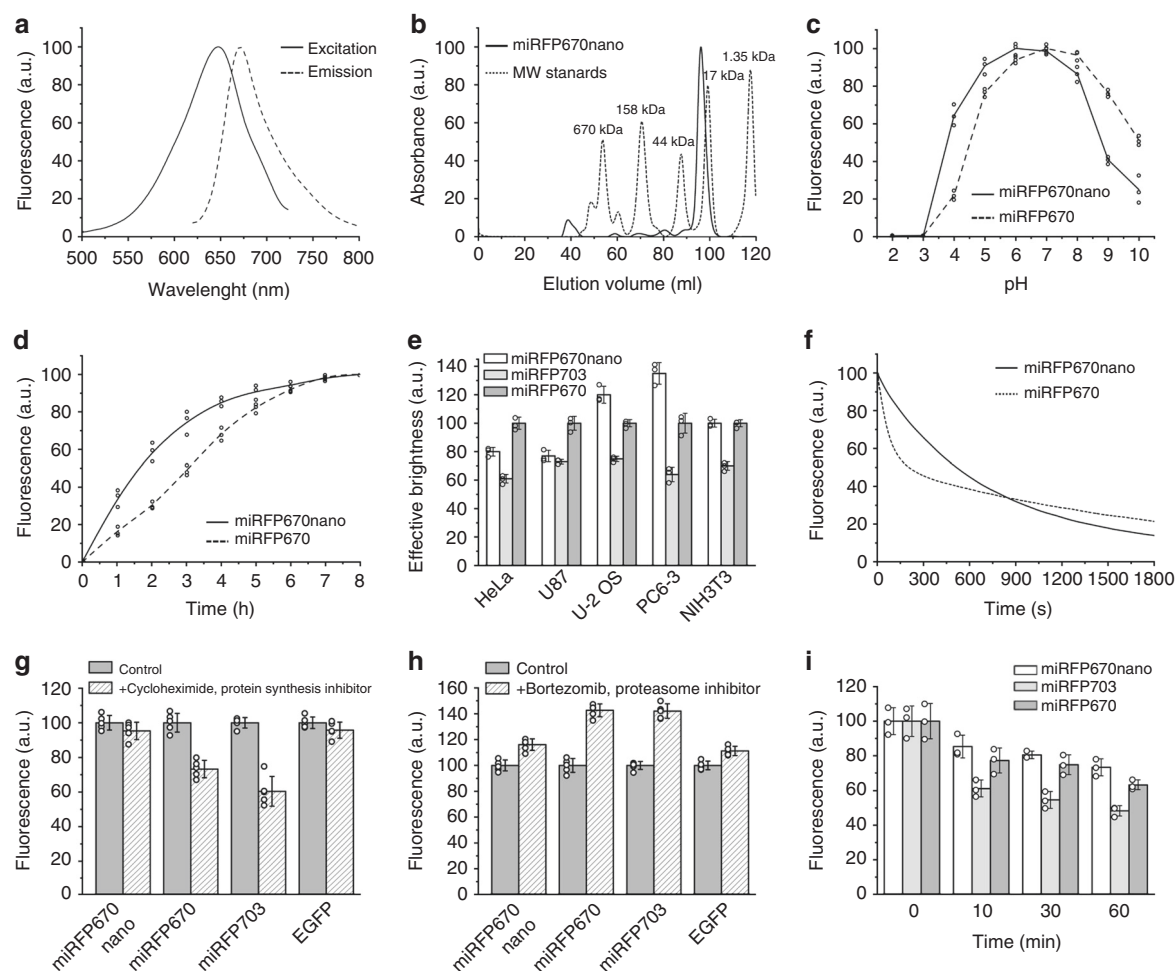 a
Fluorescence (a.u.)
100
80
60
40
20
0
500 550 600 650 700 750 800
Wavelenght (nm)
Excitation
Emission
b
Absorbance (a.u.)
100
80
60
40
20
0
0 20 40 60 80 100 120
Elution volume (ml)
miRFP670nano
MW stanards
670 kDa
158 kDa
44 kDa
17 kDa
1.35 kDa
c
Fluorescence (a.u.)
100
80
60
40
20
0
2 3 4 5 6 7 8 9 10
pH
miRFP670nano
miRFP670
d
Fluorescence (a.u.)
100
80
60
40
20
0
0 1 2 3 4 5 6 7 8
Time (h)
miRFP670nano
miRFP670
e
Effective brightness (a.u.)
140
120
100
80
60
40
20
0
HeLa
U87
U-2 OS
PC6-3
NIH3T3
miRFP670nano
miRFP703
miRFP670
f
Fluorescence (a.u.)
100
80
60
40
20
0
0 300 600 900 1200 1500 1800
Time (s)
miRFP670nano
miRFP670
g
Control
+Cycloheximide, protein synthesis inhibitor
Fluorescence (a.u.)
120
100
80
60
40
20
0
miRFP670
nano
miRFP670
miRFP703
EGFP
h
Control
+Bortezomib, proteasome inhibitor
Fluorescence (a.u.)
160
140
120
100
80
60
40
20
0
miRFP670
nano
miRFP670
miRFP703
EGFP
i
miRFP670nano
miRFP703
miRFP670
Fluorescence (a.u.)
120
100
80
60
40
20
0
0 10 30 60
Time (min)